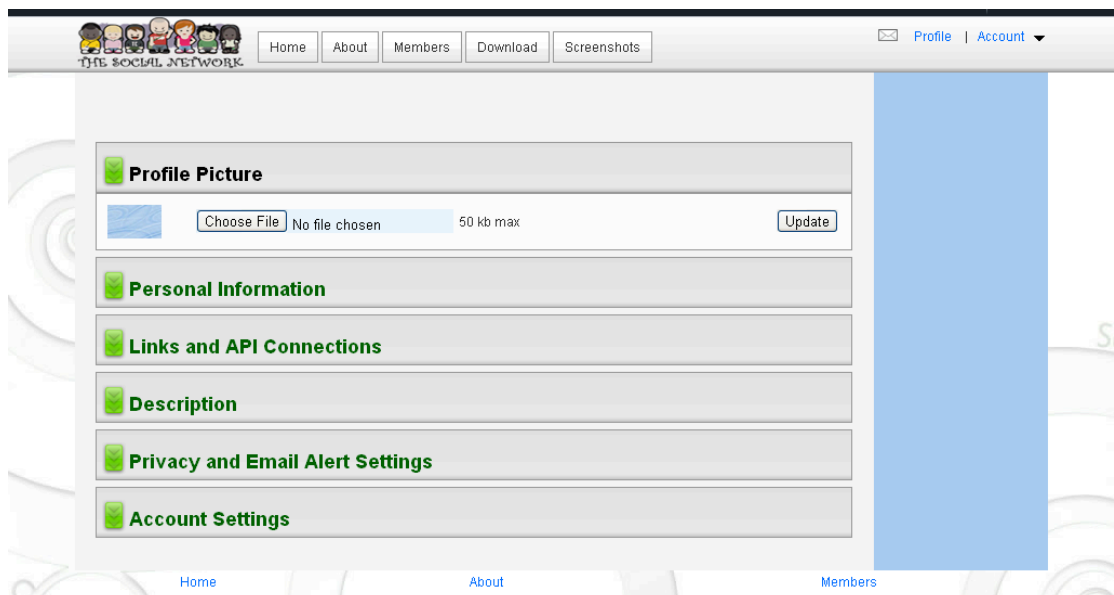 Home About Members Download Screenshots Profile | Account
THE SOCIAL NETWORK
Profile Picture
Choose File No file chosen 50 kb max Update
Personal Information
Links and API Connections
Description
Privacy and Email Alert Settings
Account Settings
Home About Members